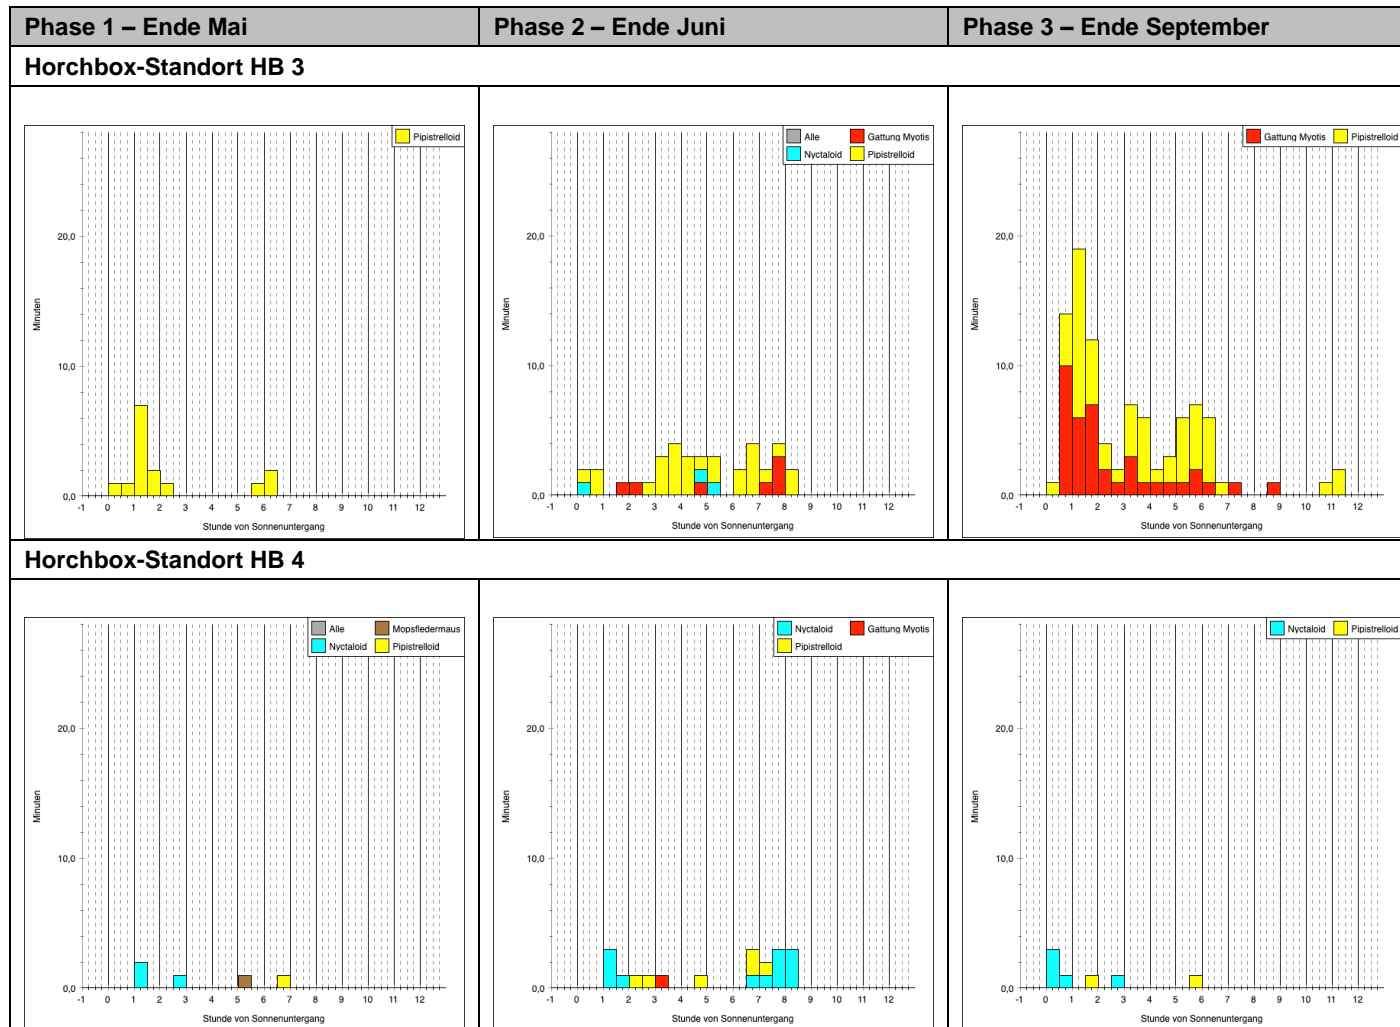 Phase 1 – Ende Mai
Phase 2 – Ende Juni
Phase 3 – Ende September
Horchbox-Standort HB 3
Pipistrelloid
20,0
10,0
0,0
Minuten
-1 0 1 2 3 4 5 6 7 8 9 10 11 12
Stunde von Sonnenuntergang
Alle Gattung Myotis
Nyctaloid Pipistrelloid
20,0
10,0
0,0
Minuten
-1 0 1 2 3 4 5 6 7 8 9 10 11 12
Stunde von Sonnenuntergang
Gattung Myotis Pipistrelloid
20,0
10,0
0,0
Minuten
-1 0 1 2 3 4 5 6 7 8 9 10 11 12
Stunde von Sonnenuntergang
Horchbox-Standort HB 4
Alle Mopsfledermaus
Nyctaloid Pipistrelloid
20,0
10,0
0,0
Minuten
-1 0 1 2 3 4 5 6 7 8 9 10 11 12
Stunde von Sonnenuntergang
Nyctaloid Gattung Myotis
Pipistrelloid
20,0
10,0
0,0
Minuten
-1 0 1 2 3 4 5 6 7 8 9 10 11 12
Stunde von Sonnenuntergang
Nyctaloid Pipistrelloid
20,0
10,0
0,0
Minuten
-1 0 1 2 3 4 5 6 7 8 9 10 11 12
Stunde von Sonnenuntergang